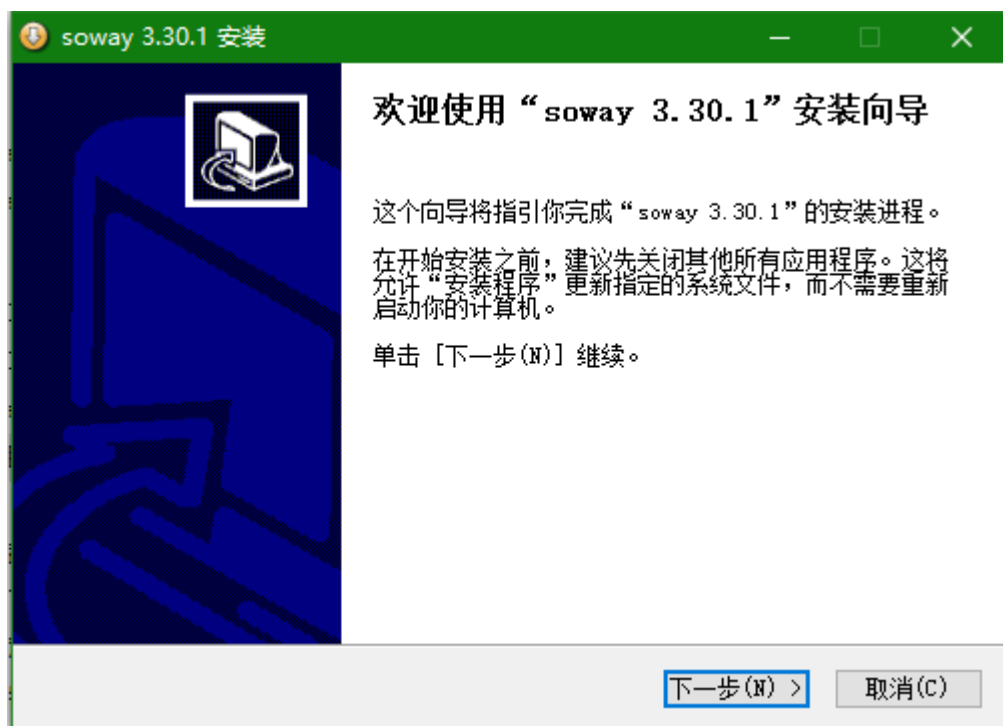 soway 3.30.1 安装
欢迎使用“soway 3.30.1”安装向导
这个向导将指引你完成“soway 3.30.1”的安装进程。
在开始安装之前，建议先关闭其他所有应用程序。这将
允许“安装程序”更新指定的系统文件，而不需要重新
启动你的计算机。
单击 [下一步(N)] 继续。
下一步(N) >
取消(C)